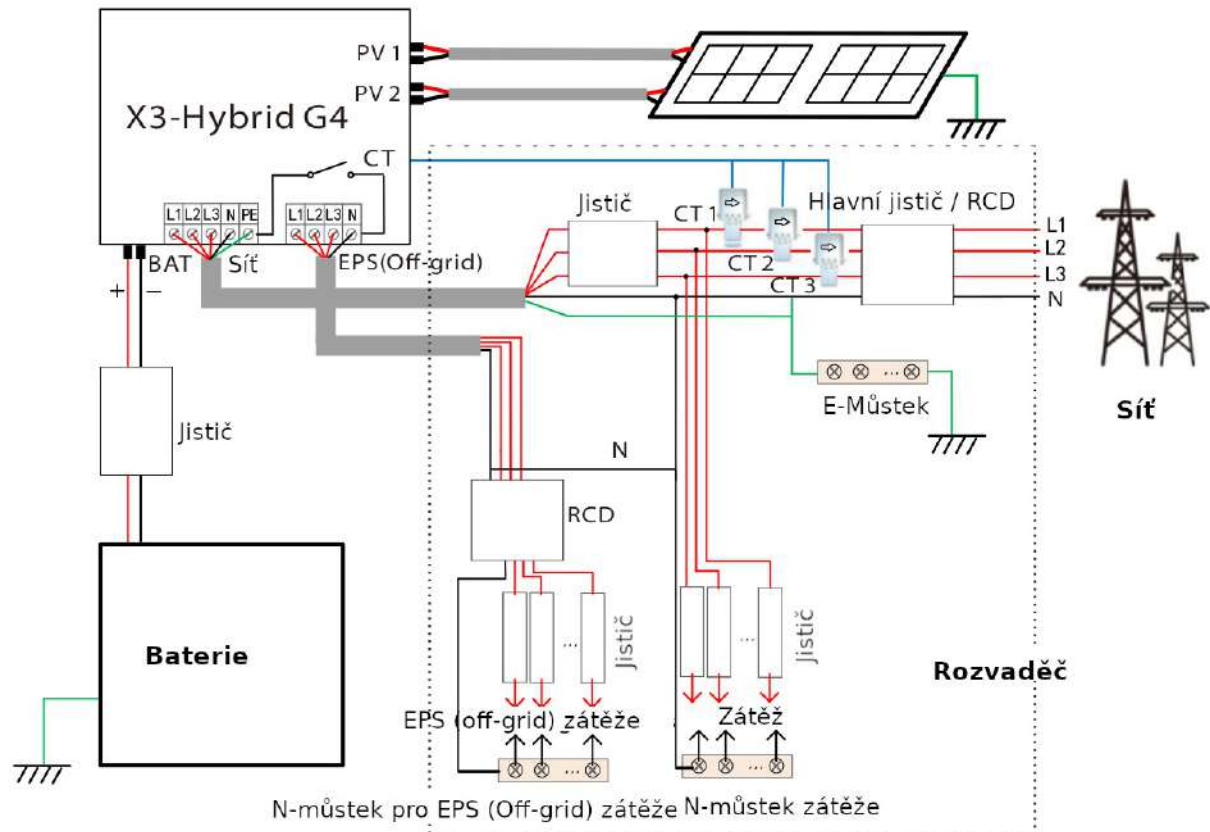 PV 1
PV 2
X3-Hybrid G4
CT
L1 L2 L3 N PE
L1 L2 L3 N
BAT
Síť
EPS(Off-grid)
+
−
Jistič
Jistič
CT 1
CT 2
CT 3
Hlavní jistič / RCD
L1
L2
L3
N
E-Můstek
Síť
N
RCD
...
Jistič
...
Jistič
Baterie
Rozvaděč
EPS (off-grid) zátěže
Zátěž
...
...
...
N-můstek pro EPS (Off-grid) zátěže
N-můstek zátěže